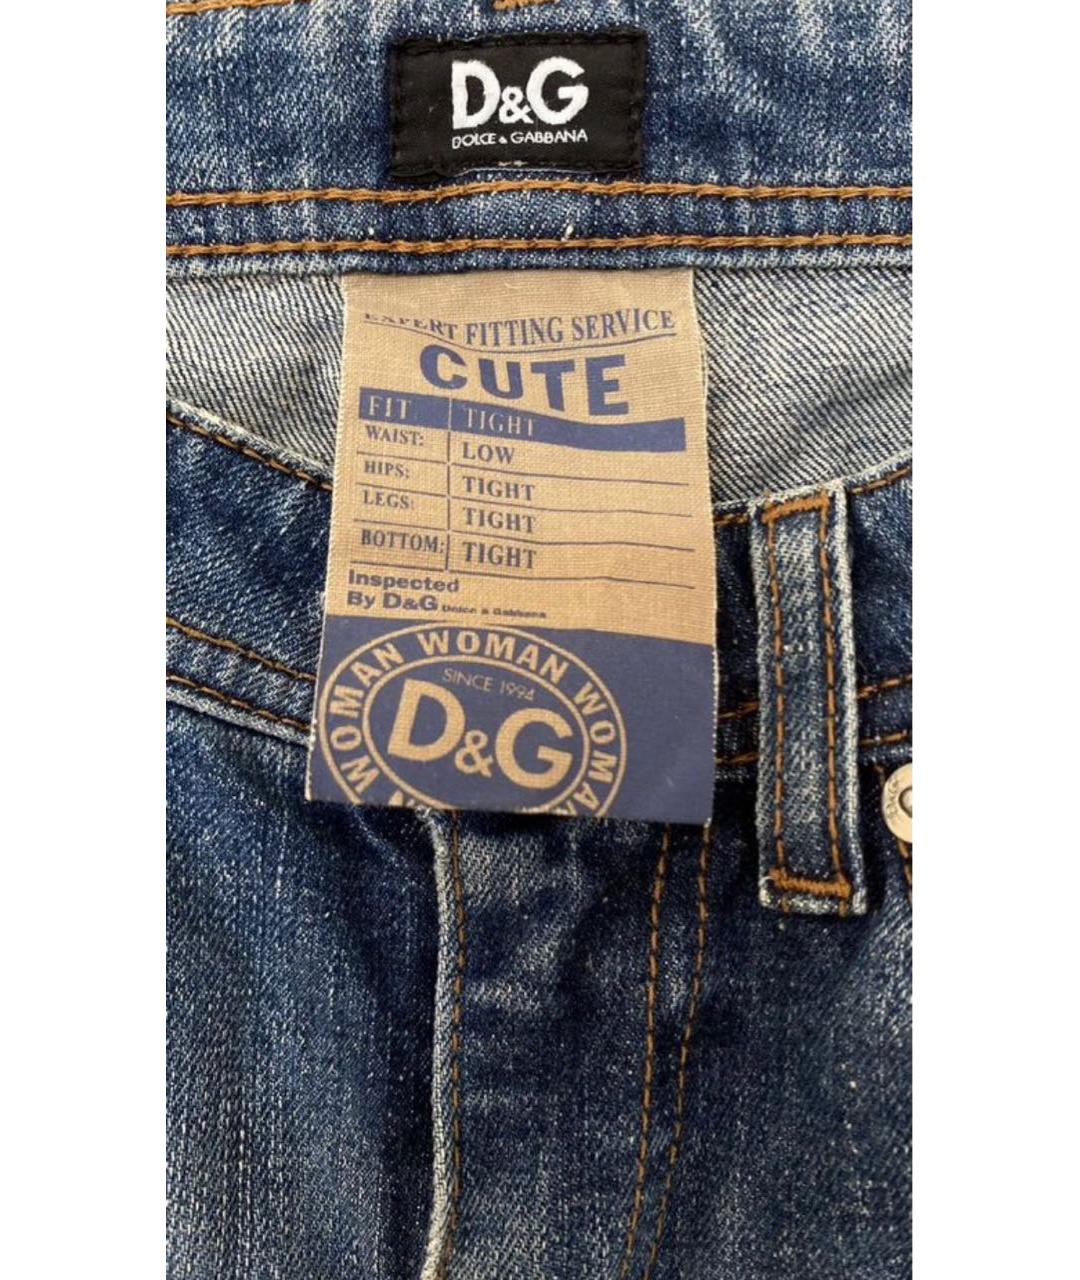 D&G
DOLCE & GABBANA
EXPERT FITTING SERVICE
CUTE
FIT TIGHT
WAIST: LOW
HIPS: TIGHT
LEGS: TIGHT
BOTTOM: TIGHT
Inspected
By D&G Dolce & Gabbana
WOMAN WOMAN WOMAN
SINCE 1994
D&G